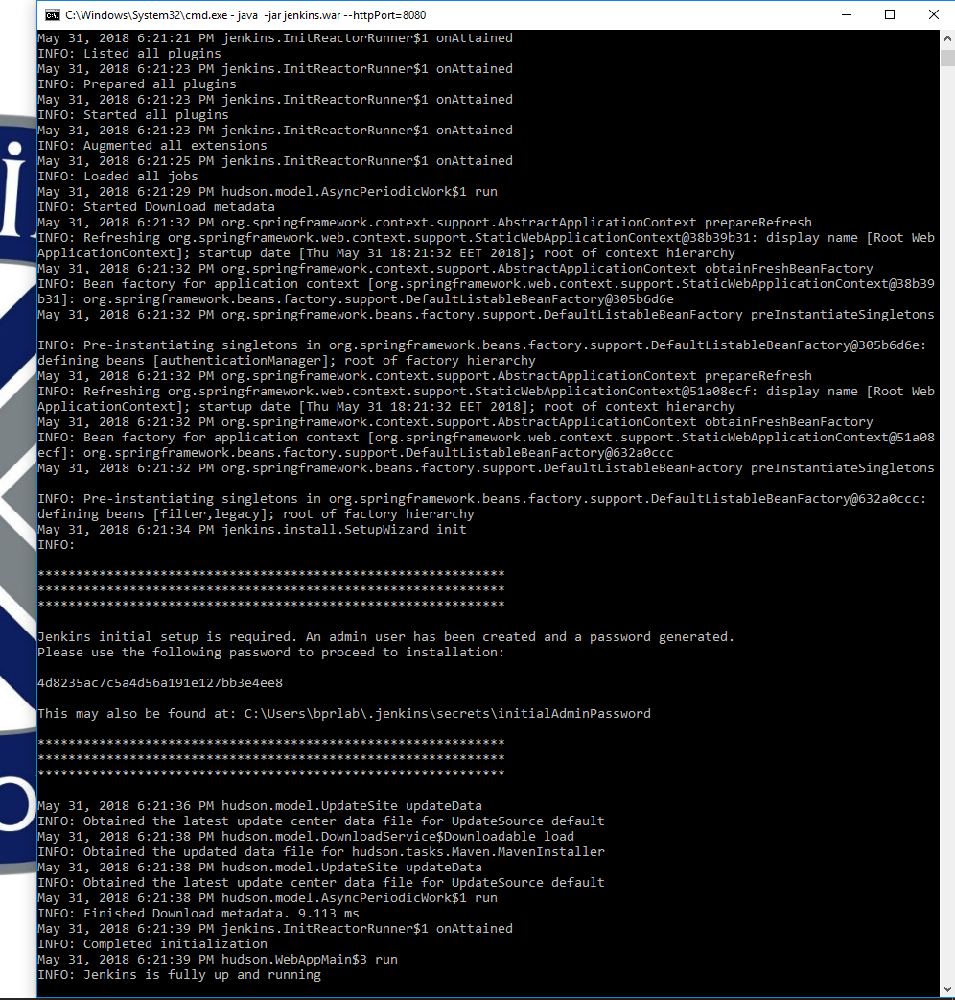 C:\Windows\System32\cmd.exe - java  -jar jenkins.war --httpPort=8080
May 31, 2018 6:21:21 PM jenkins.InitReactorRunner$1 onAttained
INFO: Listed all plugins
May 31, 2018 6:21:23 PM jenkins.InitReactorRunner$1 onAttained
INFO: Prepared all plugins
May 31, 2018 6:21:23 PM jenkins.InitReactorRunner$1 onAttained
INFO: Started all plugins
May 31, 2018 6:21:23 PM jenkins.InitReactorRunner$1 onAttained
INFO: Augmented all extensions
May 31, 2018 6:21:25 PM jenkins.InitReactorRunner$1 onAttained
INFO: Loaded all jobs
May 31, 2018 6:21:29 PM hudson.model.AsyncPeriodicWork$1 run
INFO: Started Download metadata
May 31, 2018 6:21:32 PM org.springframework.context.support.AbstractApplicationContext prepareRefresh
INFO: Refreshing org.springframework.web.context.support.StaticWebApplicationContext@38b39b31: display name [Root Web
ApplicationContext]; startup date [Thu May 31 18:21:32 EET 2018]; root of context hierarchy
May 31, 2018 6:21:32 PM org.springframework.context.support.AbstractApplicationContext obtainFreshBeanFactory
INFO: Bean factory for application context [org.springframework.web.context.support.StaticWebApplicationContext@38b39
b31]: org.springframework.beans.factory.support.DefaultListableBeanFactory@305b6d6e
May 31, 2018 6:21:32 PM org.springframework.beans.factory.support.DefaultListableBeanFactory preInstantiateSingletons
INFO: Pre-instantiating singletons in org.springframework.beans.factory.support.DefaultListableBeanFactory@305b6d6e:
defining beans [authenticationManager]; root of factory hierarchy
May 31, 2018 6:21:32 PM org.springframework.context.support.AbstractApplicationContext prepareRefresh
INFO: Refreshing org.springframework.web.context.support.StaticWebApplicationContext@51a08ecf: display name [Root Web
ApplicationContext]; startup date [Thu May 31 18:21:32 EET 2018]; root of context hierarchy
May 31, 2018 6:21:32 PM org.springframework.context.support.AbstractApplicationContext obtainFreshBeanFactory
INFO: Bean factory for application context [org.springframework.web.context.support.StaticWebApplicationContext@51a08
ecf]: org.springframework.beans.factory.support.DefaultListableBeanFactory@632a0ccc
May 31, 2018 6:21:32 PM org.springframework.beans.factory.support.DefaultListableBeanFactory preInstantiateSingletons
INFO: Pre-instantiating singletons in org.springframework.beans.factory.support.DefaultListableBeanFactory@632a0ccc:
defining beans [filter,legacy]; root of factory hierarchy
May 31, 2018 6:21:34 PM jenkins.install.SetupWizard init
INFO:
*************************************************************
*************************************************************
*************************************************************
Jenkins initial setup is required. An admin user has been created and a password generated.
Please use the following password to proceed to installation:
4d8235ac7c5a4d56a191e127bb3e4ee8
This may also be found at: C:\Users\bprlab\.jenkins\secrets\initialAdminPassword
*************************************************************
*************************************************************
*************************************************************
May 31, 2018 6:21:36 PM hudson.model.UpdateSite updateData
INFO: Obtained the latest update center data file for UpdateSource default
May 31, 2018 6:21:38 PM hudson.model.DownloadService$Downloadable load
INFO: Obtained the updated data file for hudson.tasks.Maven.MavenInstaller
May 31, 2018 6:21:38 PM hudson.model.UpdateSite updateData
INFO: Obtained the latest update center data file for UpdateSource default
May 31, 2018 6:21:38 PM hudson.model.AsyncPeriodicWork$1 run
INFO: Finished Download metadata. 9.113 ms
May 31, 2018 6:21:39 PM jenkins.InitReactorRunner$1 onAttained
INFO: Completed initialization
May 31, 2018 6:21:39 PM hudson.WebAppMain$3 run
INFO: Jenkins is fully up and running